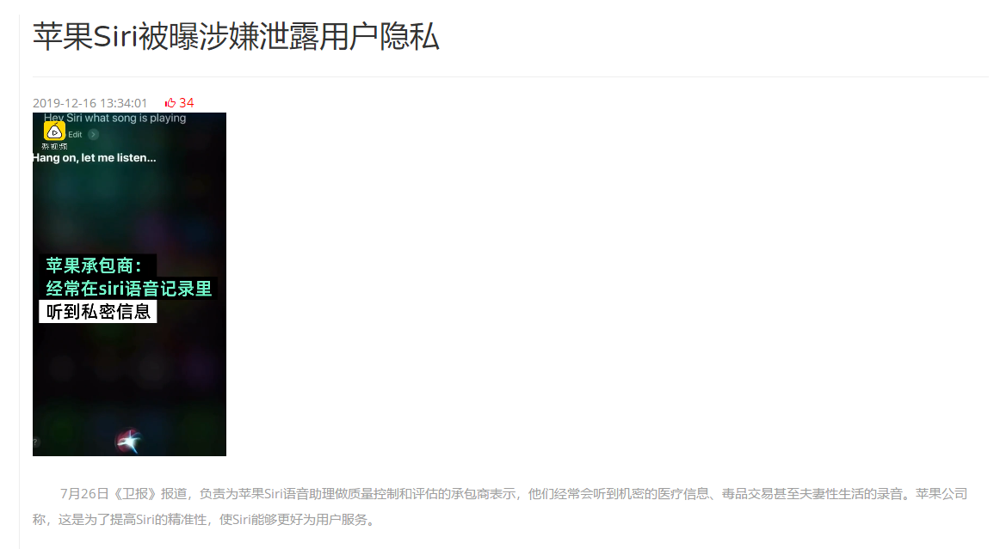 苹果Siri被曝涉嫌泄露用户隐私
2019-12-16 13:34:01 34
Hey Siri what song is playing
Edit
梨视频
Hang on, let me listen...
苹果承包商：
经常在siri语音记录里
听到私密信息
?
7月26日《卫报》报道，负责为苹果Siri语音助理做质量控制和评估的承包商表示，他们经常会听到机密的医疗信息、毒品交易甚至夫妻性生活的录音。苹果公司
称，这是为了提高Siri的精准性，使Siri能够更好为用户服务。